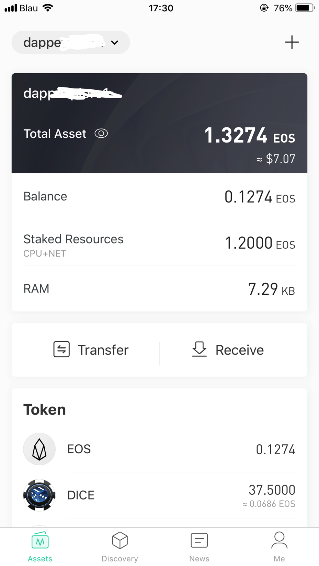 Blau 17:30 76%
dappe
dapp
Total Asset 1.3274 EOS
≈ $7.07
Balance 0.1274 EOS
Staked Resources 1.2000 EOS
CPU+NET
RAM 7.29 KB
Transfer Receive
Token
EOS 0.1274
DICE 37.5000
≈ 0.0686 EOS
Assets Discovery News Me